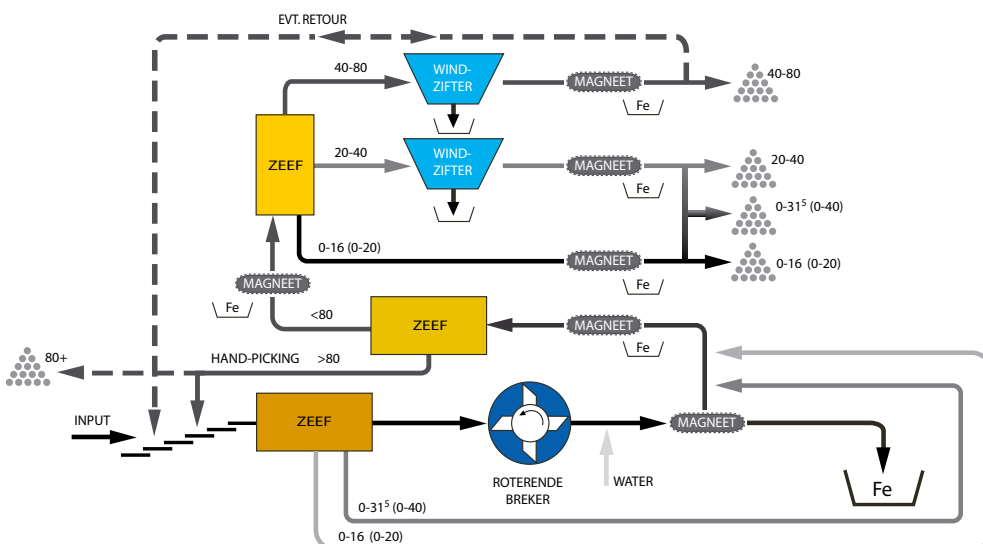 EVT. RETOUR
40-80
WIND-
ZIFTER
MAGNEET
40-80
Fe
ZEEF
20-40
WIND-
ZIFTER
MAGNEET
20-40
Fe
0-31⁵ (0-40)
0-16 (0-20)
MAGNEET
0-16 (0-20)
Fe
MAGNEET
Fe
<80
ZEEF
MAGNEET
Fe
80+
HAND-PICKING >80
INPUT
ZEEF
MAGNEET
ROTERENDE
BREKER
WATER
Fe
0-31⁵ (0-40)
0-16 (0-20)